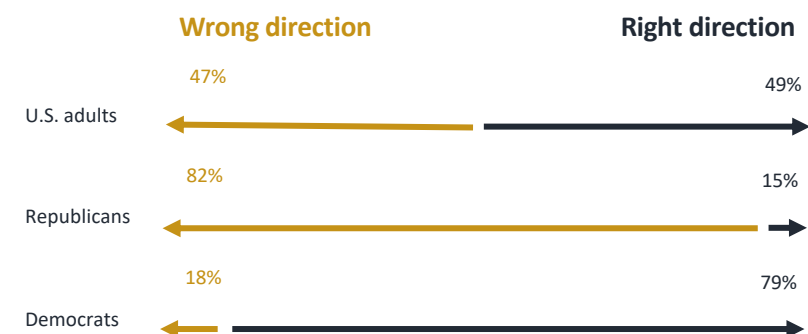 Wrong direction Right direction
47% 49%
U.S. adults
82% 15%
Republicans
18% 79%
Democrats